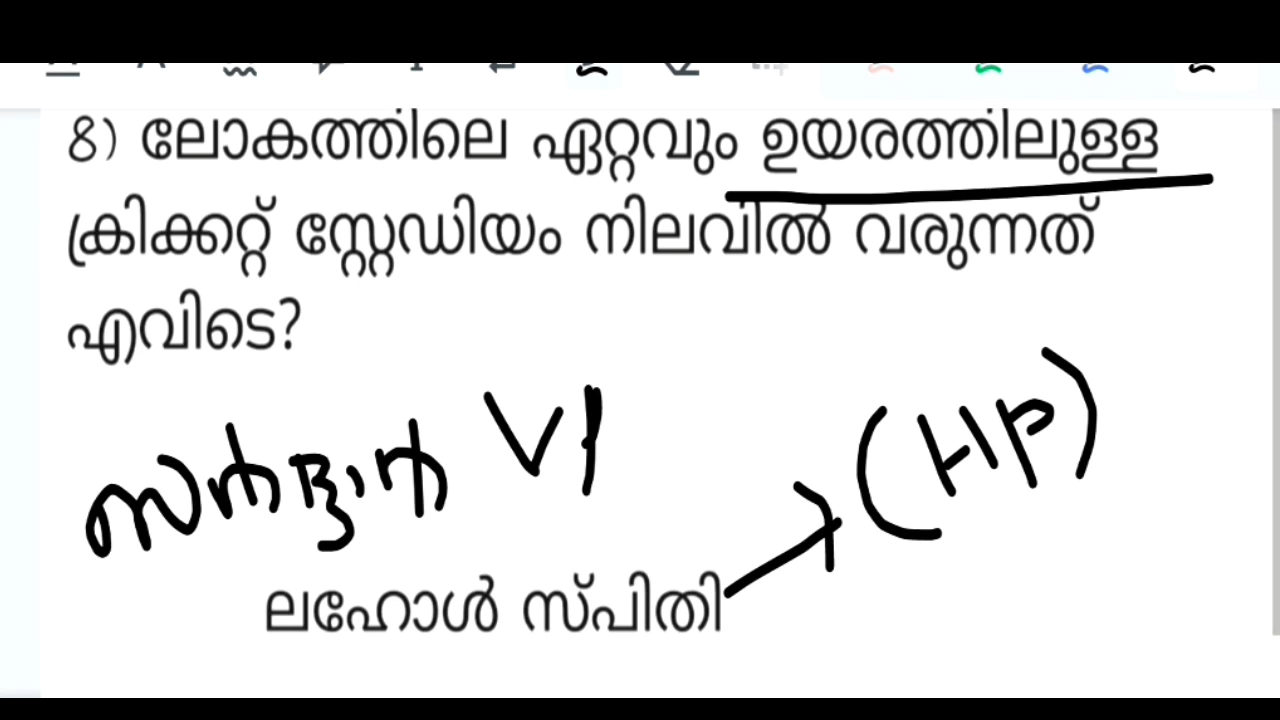 8) ലോകത്തിലെ ഏറ്റവും ഉയരത്തിലുള്ള
ക്രിക്കറ്റ് സ്റ്റേഡിയം നിലവിൽ വരുന്നത്
എവിടെ?
(HP)
ലഹോൾ സ്പിതി